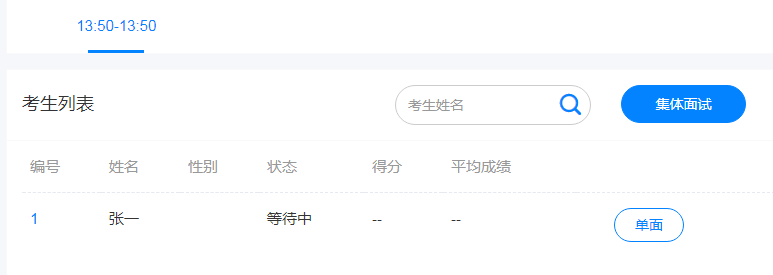 13:50-13:50
考生列表 考生姓名 集体面试
编号 姓名 性别 状态 得分 平均成绩
1 张一 等待中 -- -- 单面